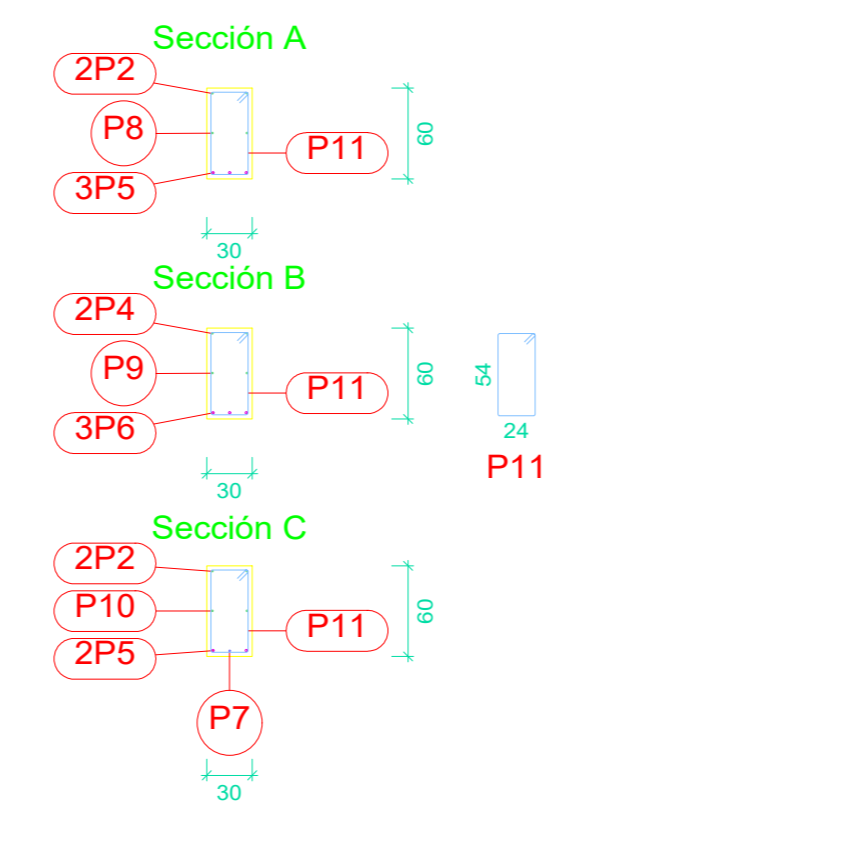 Sección A
2P2
P8
P11
3P5
60
30
Sección B
2P4
P9
P11
3P6
60
30
54
24
P11
Sección C
2P2
P10
P11
2P5
60
P7
30